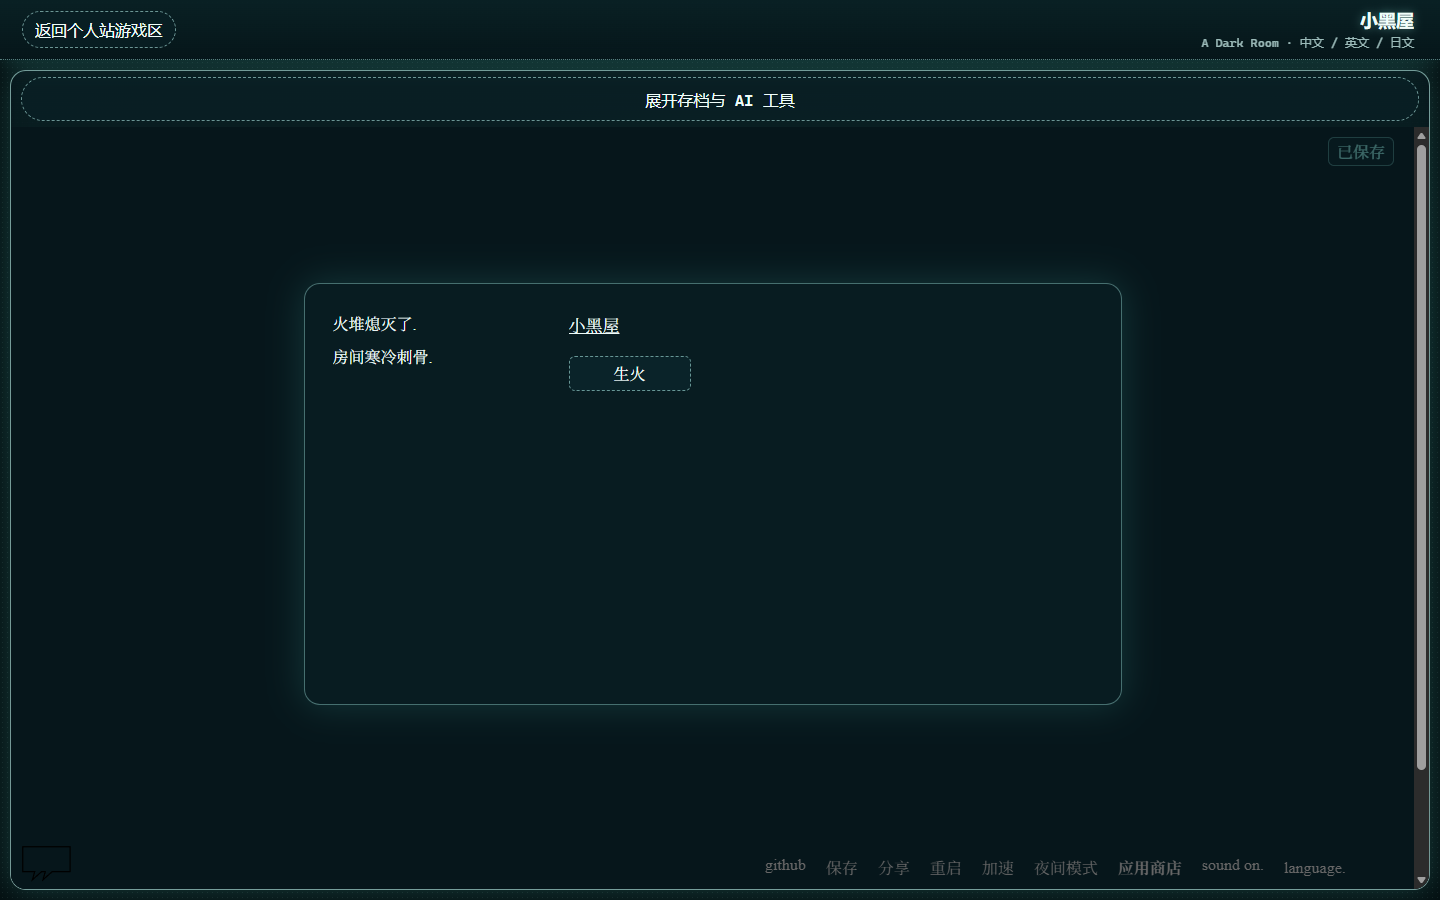 返回个人站游戏区
小黑屋
A Dark Room · 中文 / 英文 / 日文
展开存档与 AI 工具
已保存
火堆熄灭了.
房间寒冷刺骨.
小黑屋
生火
github 保存 分享 重启 加速 夜间模式 应用商店 sound on. language.